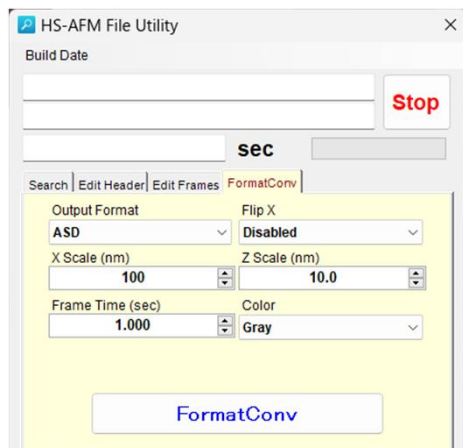 HS-AFM File Utility
Build Date
Stop
sec
Search Edit Header Edit Frames FormatConv
Output Format Flip X
ASD Disabled
X Scale (nm) Z Scale (nm)
100 10.0
Frame Time (sec) Color
1.000 Gray
FormatConv